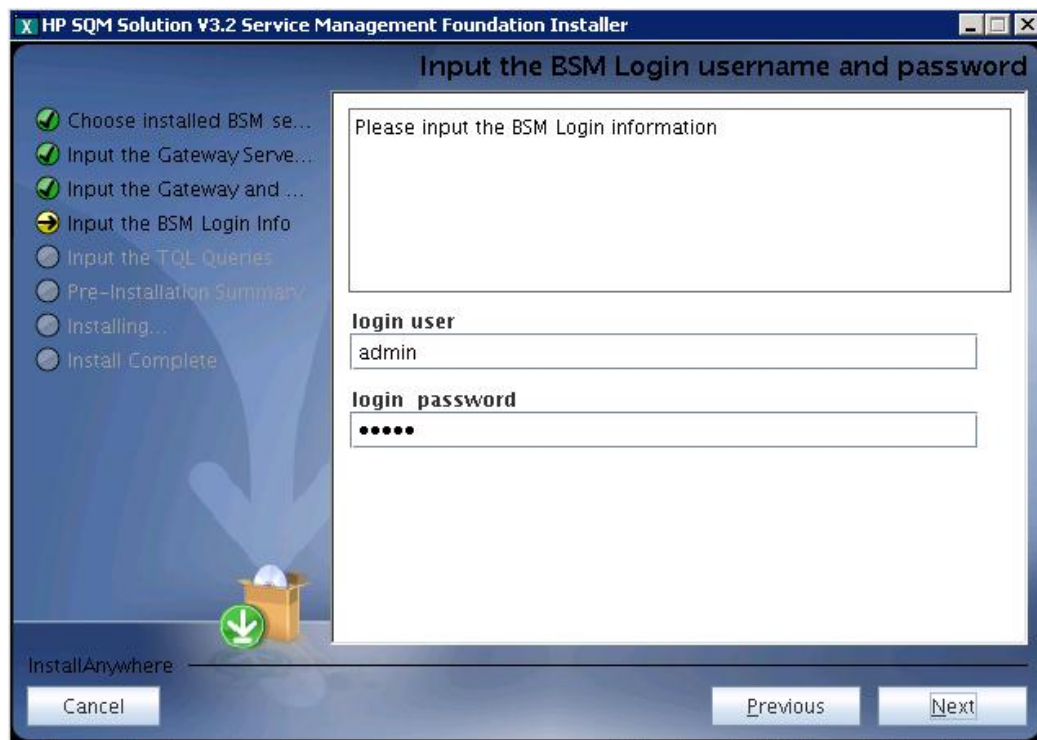 HP SQM Solution V3.2 Service Management Foundation Installer
Input the BSM Login username and password
Choose installed BSM se...
Input the Gateway Serve...
Input the Gateway and ...
Input the BSM Login Info
Input the TQL Queries
Pre-Installation Summary
Installing...
Install Complete
Please input the BSM Login information
login user
admin
login password
•••••
InstallAnywhere
Cancel
Previous
Next